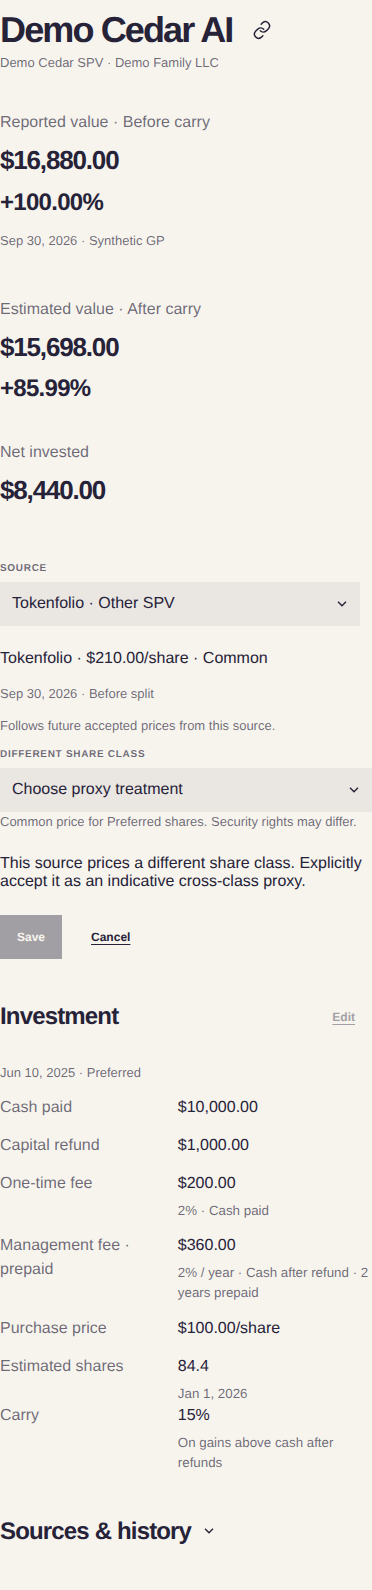 Demo Cedar AI
Demo Cedar SPV · Demo Family LLC
Reported value · Before carry
$16,880.00
+100.00%
Sep 30, 2026 · Synthetic GP
Estimated value · After carry
$15,698.00
+85.99%
Net invested
$8,440.00
SOURCE
Tokenfolio · Other SPV
Tokenfolio · $210.00/share · Common
Sep 30, 2026 · Before split
Follows future accepted prices from this source.
DIFFERENT SHARE CLASS
Choose proxy treatment
Common price for Preferred shares. Security rights may differ.
This source prices a different share class. Explicitly
accept it as an indicative cross-class proxy.
Save Cancel
Investment Edit
Jun 10, 2025 · Preferred
Cash paid $10,000.00
Capital refund $1,000.00
One-time fee $200.00
2% · Cash paid
Management fee · $360.00
prepaid
2% / year · Cash after refund · 2
years prepaid
Purchase price $100.00/share
Estimated shares 84.4
Jan 1, 2026
Carry 15%
On gains above cash after
refunds
Sources & history